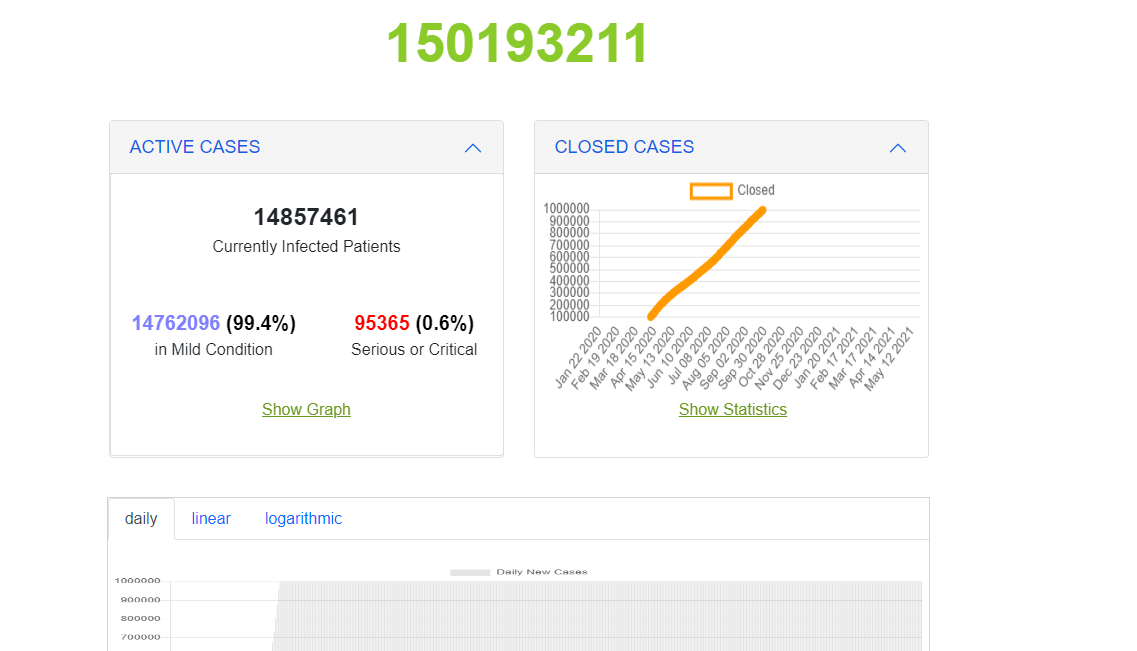 150193211
ACTIVE CASES
14857461
Currently Infected Patients
14762096 (99.4%)
in Mild Condition
95365 (0.6%)
Serious or Critical
Show Graph
CLOSED CASES
Closed
1000000
900000
800000
700000
600000
500000
400000
300000
200000
100000
Jan 22 2020
Feb 19 2020
Mar 18 2020
Apr 15 2020
May 13 2020
Jun 10 2020
Jul 08 2020
Aug 05 2020
Sep 02 2020
Sep 30 2020
Oct 28 2020
Nov 25 2020
Dec 23 2020
Jan 20 2021
Feb 17 2021
Mar 17 2021
Apr 14 2021
May 12 2021
Show Statistics
daily linear logarithmic
Daily New Cases
1000000
900000
800000
700000